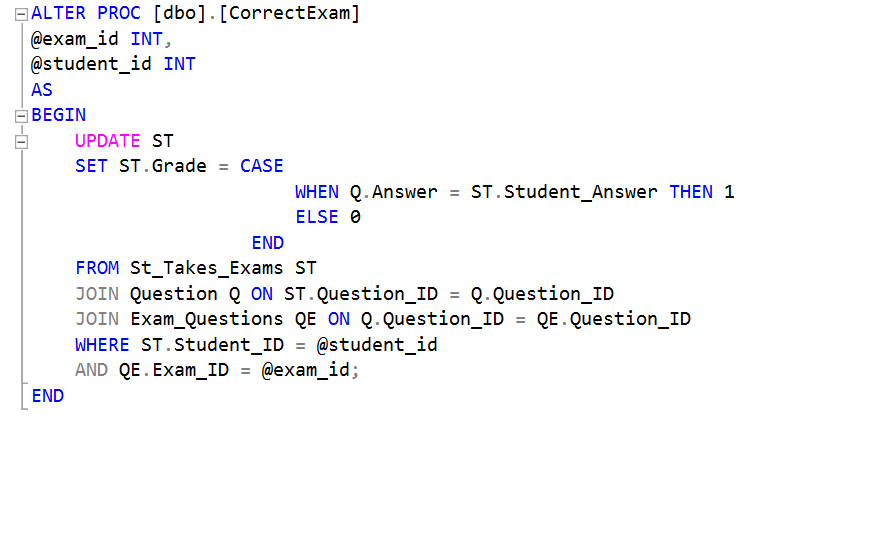 ALTER PROC [dbo].[CorrectExam]
@exam_id INT,
@student_id INT
AS
BEGIN
UPDATE ST
SET ST.Grade = CASE
WHEN Q.Answer = ST.Student_Answer THEN 1
ELSE 0
END
FROM St_Takes_Exams ST
JOIN Question Q ON ST.Question_ID = Q.Question_ID
JOIN Exam_Questions QE ON Q.Question_ID = QE.Question_ID
WHERE ST.Student_ID = @student_id
AND QE.Exam_ID = @exam_id;
END